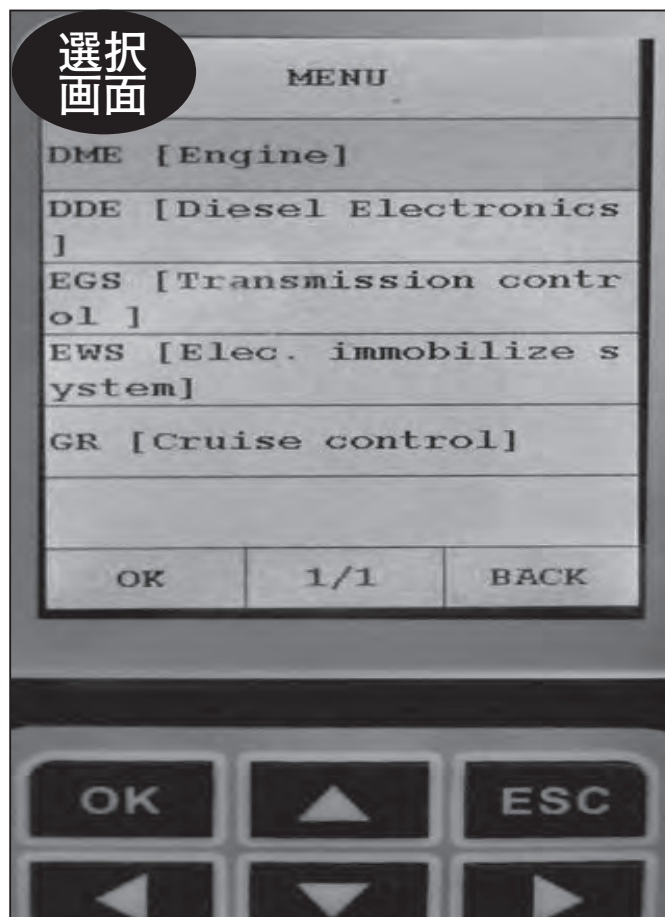 選択
画面
MENU
DME [Engine]
DDE [Diesel Electronics
]
EGS [Transmission contr
ol ]
EWS [Elec. immobilize s
ystem]
GR [Cruise control]
OK 1/1 BACK
OK ▲ ESC
◀ ▼ ▶